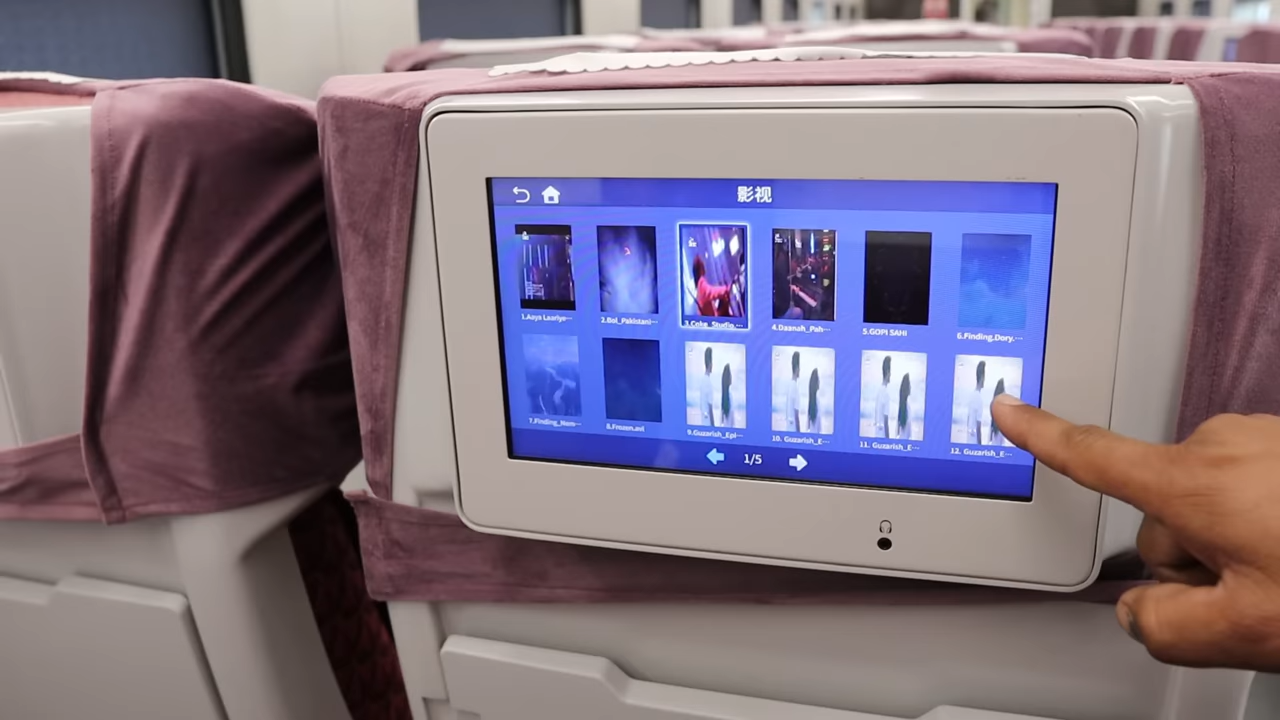 影视
1.Aaya Laariye···
2.Bol_Pakistani···
3.Coke_Studio_···
4.Daanah_Pah···
5.GOPI SAHI
6.Finding.Dory.···
7.Finding_Nem···
8.Frozen.avi
9.Guzarish_Epi···
10. Guzarish_E···
11. Guzarish_E···
12. Guzarish_E···
1/5